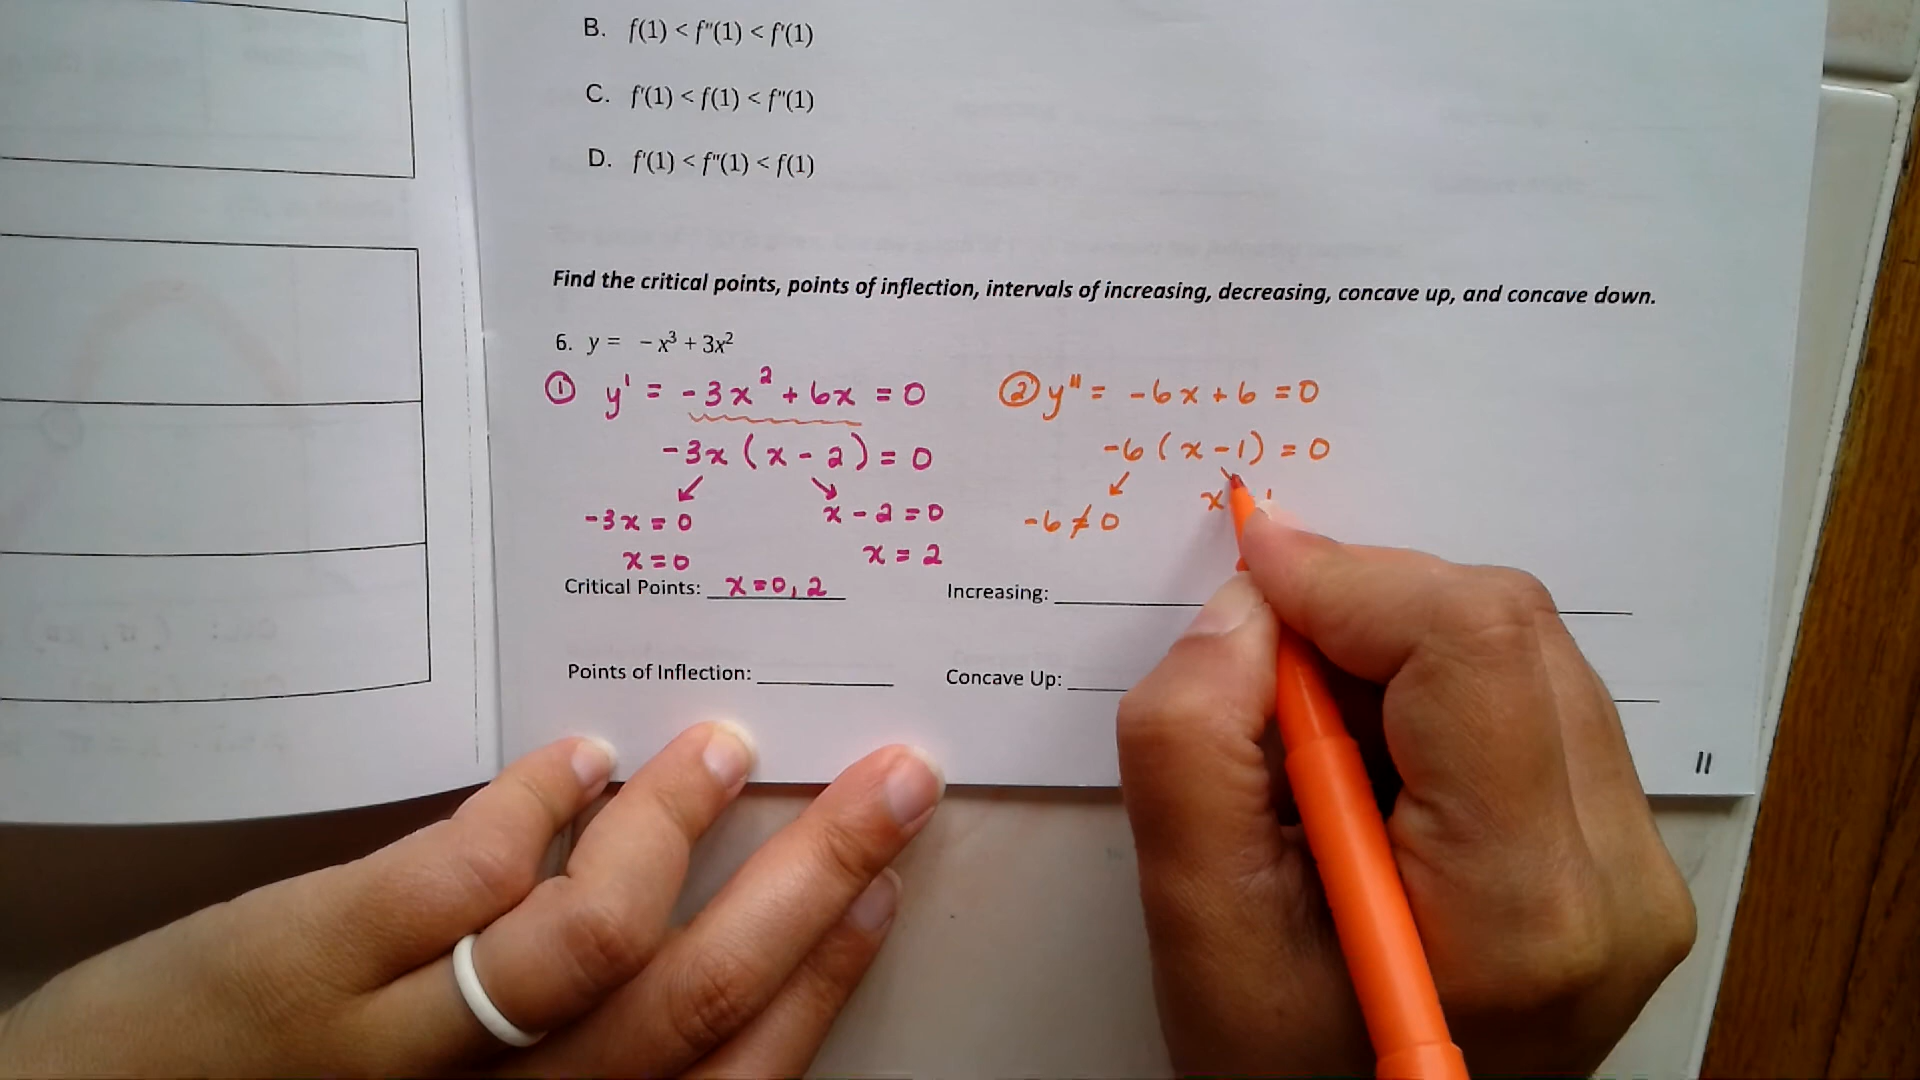 B. f(1) < f"(1) < f'(1)
C. f'(1) < f(1) < f"(1)
D. f'(1) < f"(1) < f(1)
Find the critical points, points of inflection, intervals of increasing, decreasing, concave up, and concave down.
6. y = - x³ + 3x²
① y' = -3x² + 6x = 0
-3x (x - 2) = 0
-3x = 0
x - 2 = 0
x = 0
x = 2
② y" = -6x + 6 = 0
-6 (x - 1) = 0
-6 ≠ 0
x
Critical Points: x = 0, 2
Increasing:
Points of Inflection:
Concave Up:
11